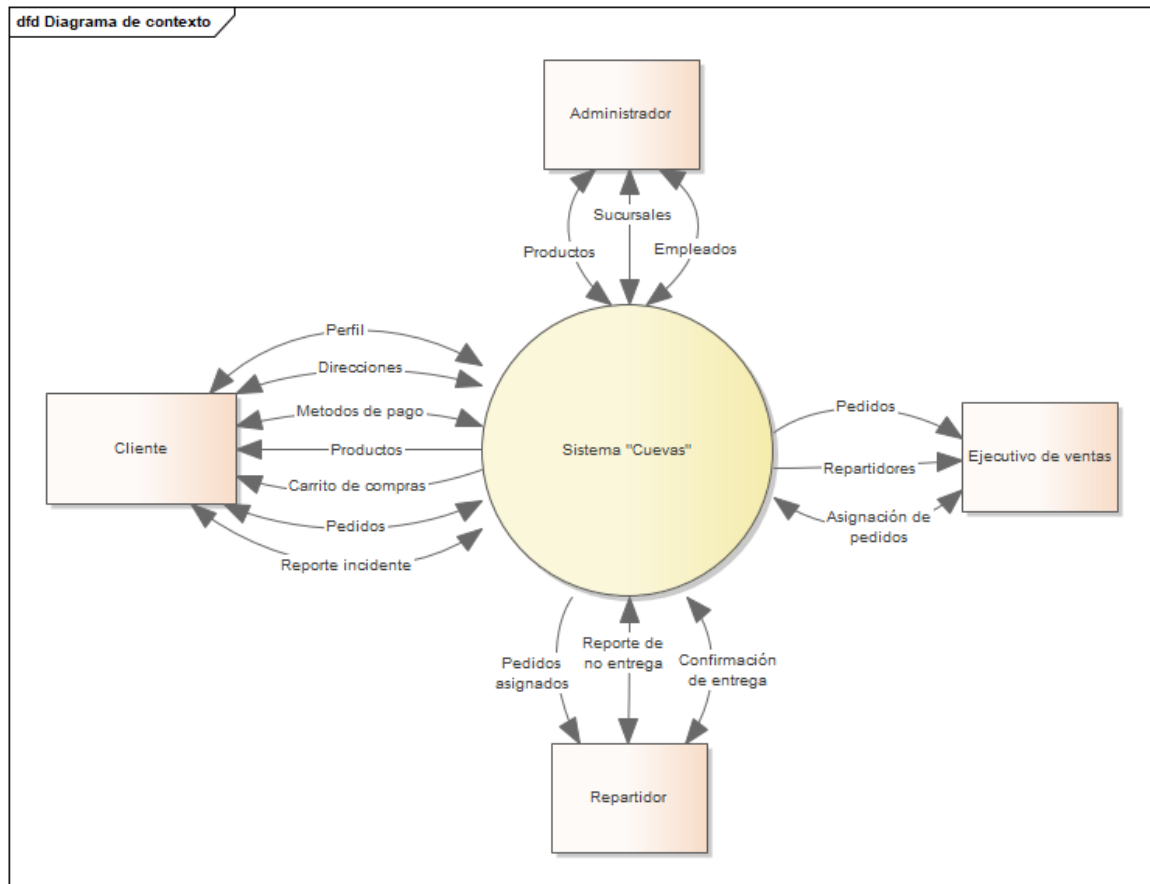 dfd Diagrama de contexto
Administrador
Sucursales
Productos
Empleados
Perfil
Direcciones
Metodos de pago
Productos
Carrito de compras
Pedidos
Reporte incidente
Cliente
Sistema "Cuevas"
Pedidos
Repartidores
Asignación de
pedidos
Ejecutivo de ventas
Pedidos
asignados
Reporte de
no entrega
Confirmación
de entrega
Repartidor